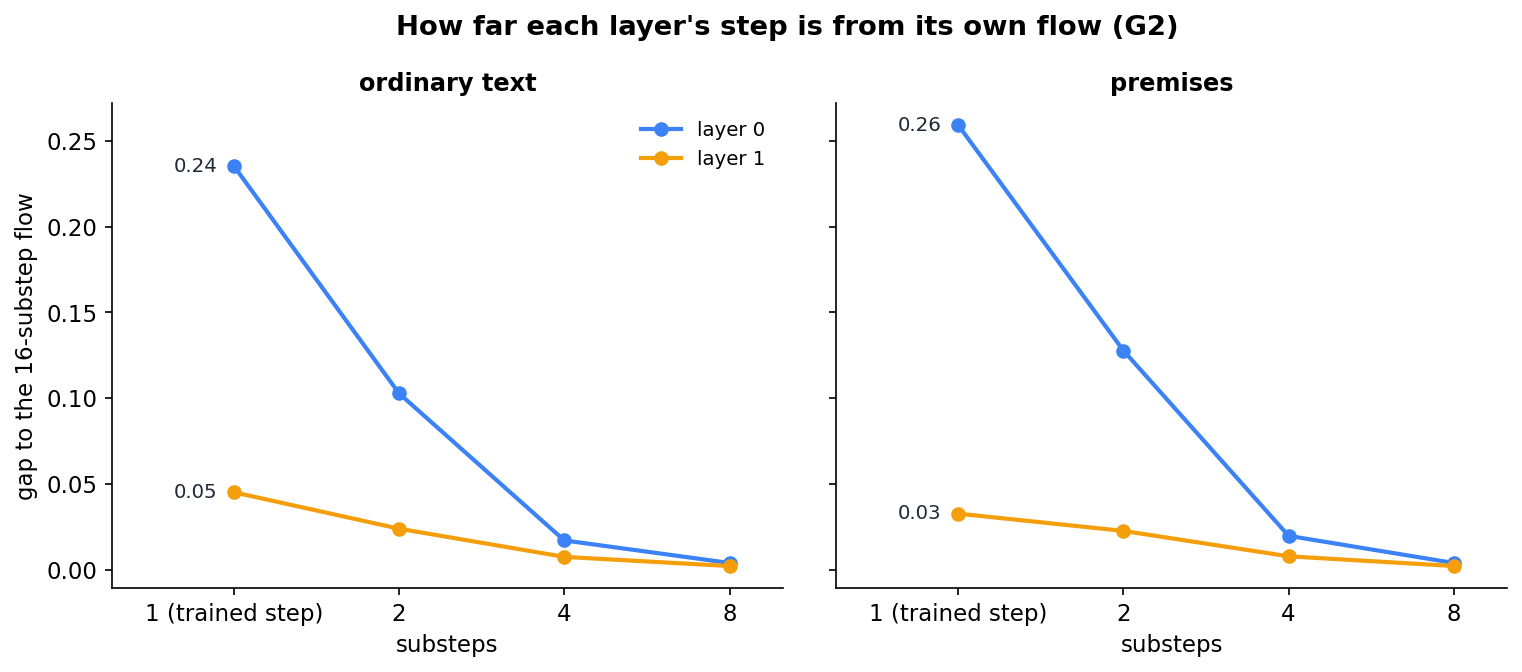 How far each layer's step is from its own flow (G2)
ordinary text
premises
gap to the 16-substep flow
0.25
0.20
0.15
0.10
0.05
0.00
layer 0
layer 1
0.24
0.05
0.26
0.03
1 (trained step)
2
4
8
substeps
1 (trained step)
2
4
8
substeps